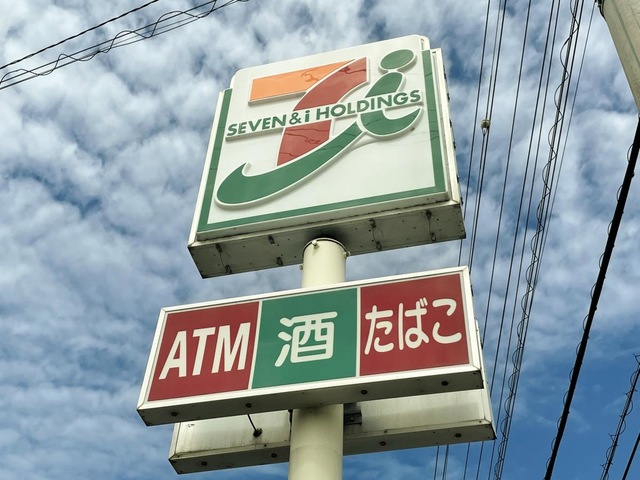 SEVEN & i HOLDINGS
ATM 酒 たばこ